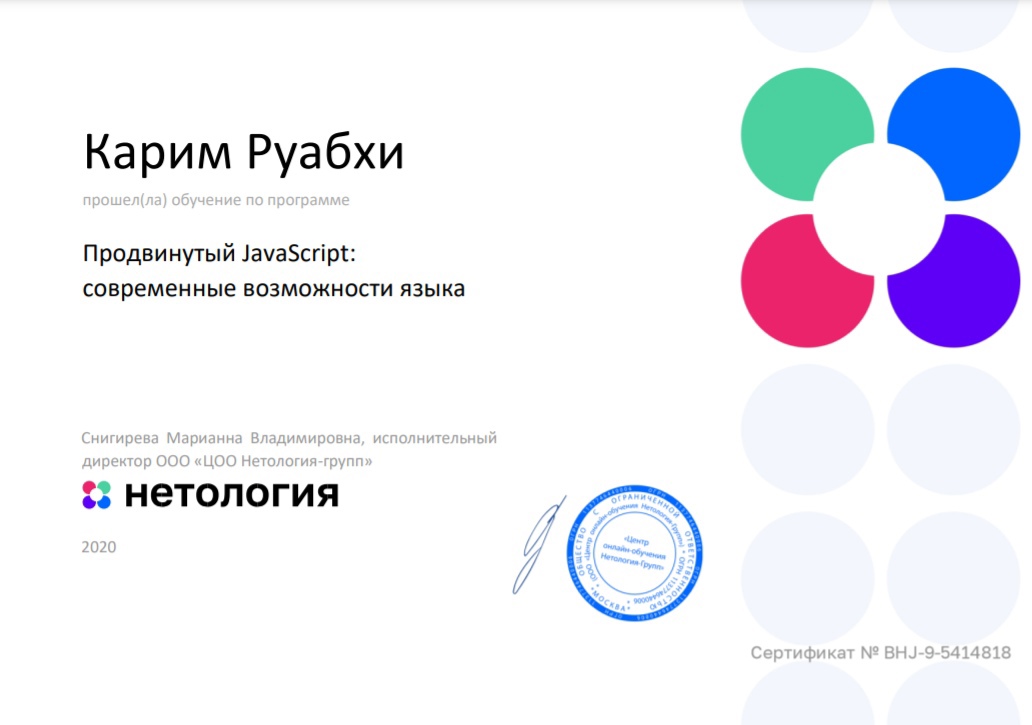 Карим Руабхи
прошел(ла) обучение по программе
Продвинутый JavaScript:
современные возможности языка
Снигирева Марианна Владимировна, исполнительный
директор ООО «ЦОО Нетология-групп»
нетология
2020
ОБЩЕСТВО С ОГРАНИЧЕННОЙ ОТВЕТСТВЕННОСТЬЮ
*МОСКВА*
ООО «Центр онлайн-обучения Нетология-Групп»
«Центр
онлайн-обучения
Нетология-Групп»
Сертификат № BHJ-9-5414818